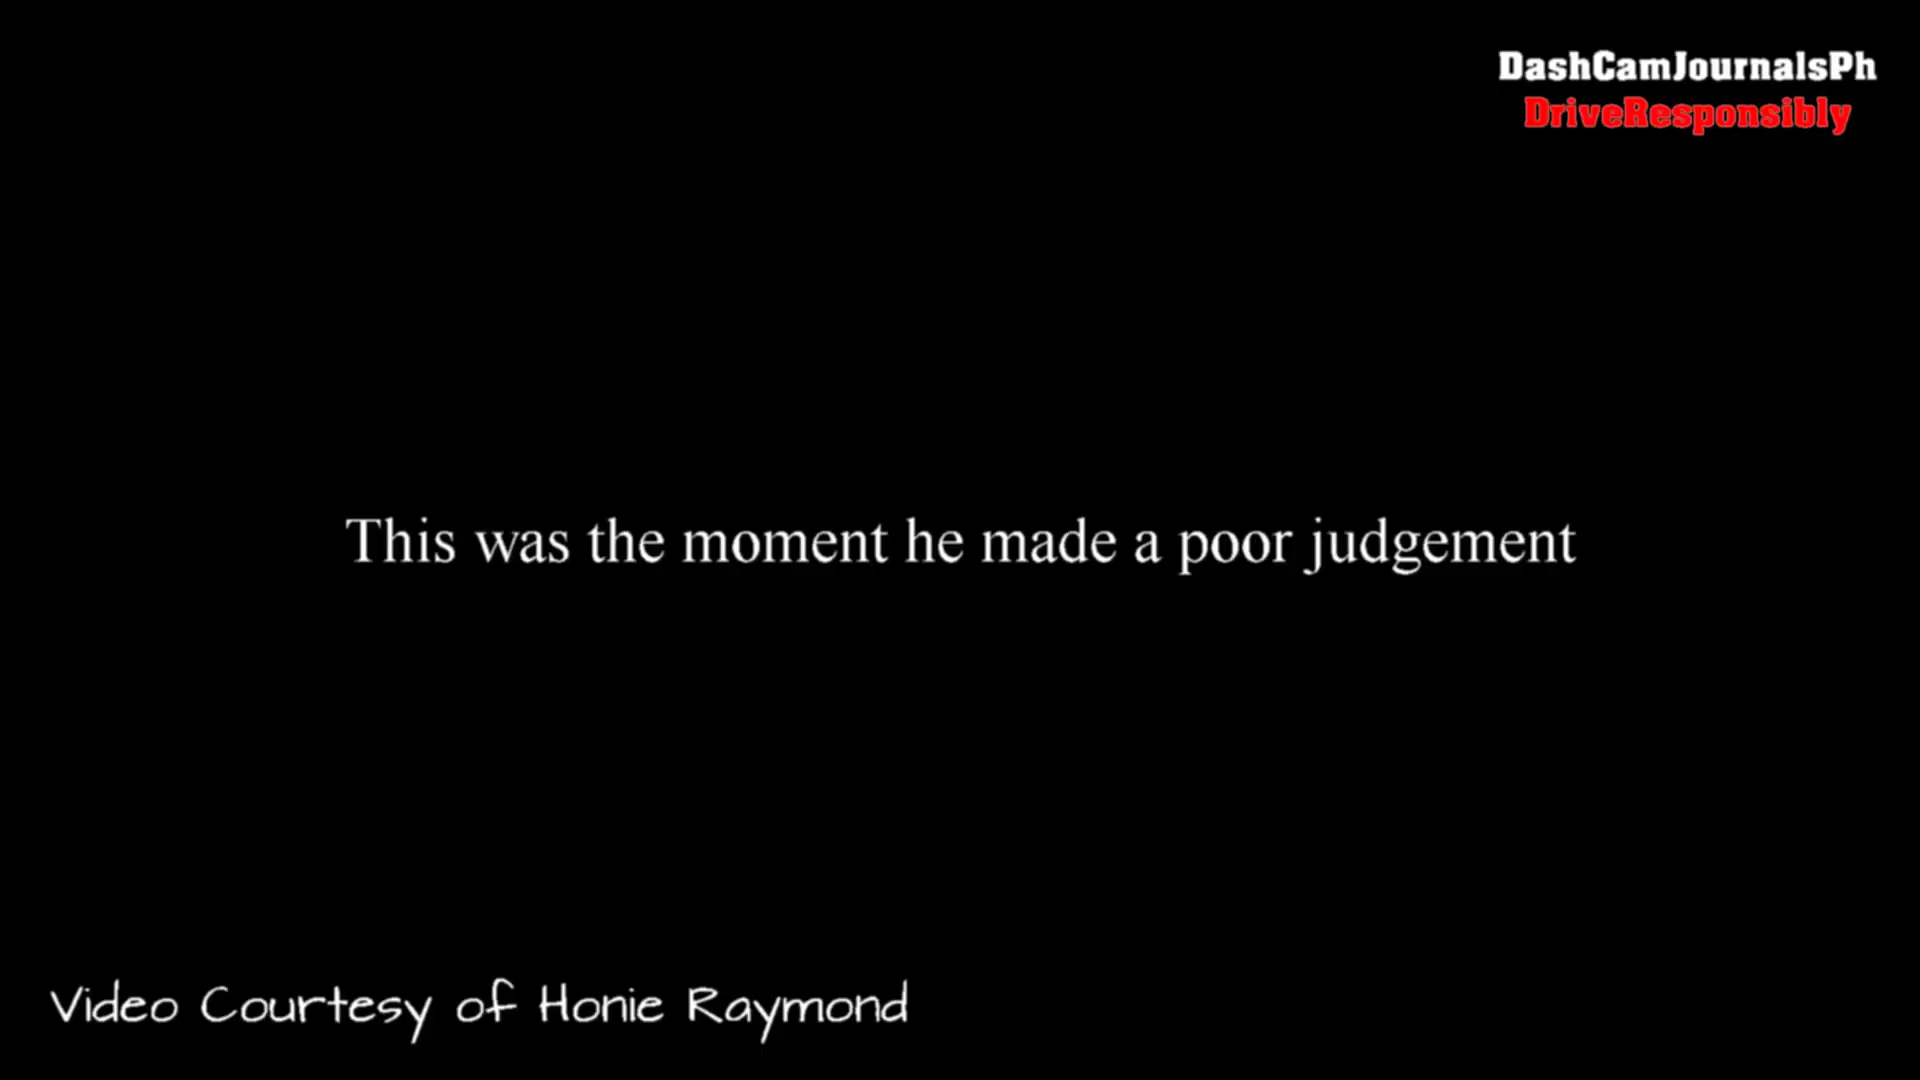 DashCamJournalsPh
DriveResponsibly
This was the moment he made a poor judgement
Video Courtesy of Honie Raymond